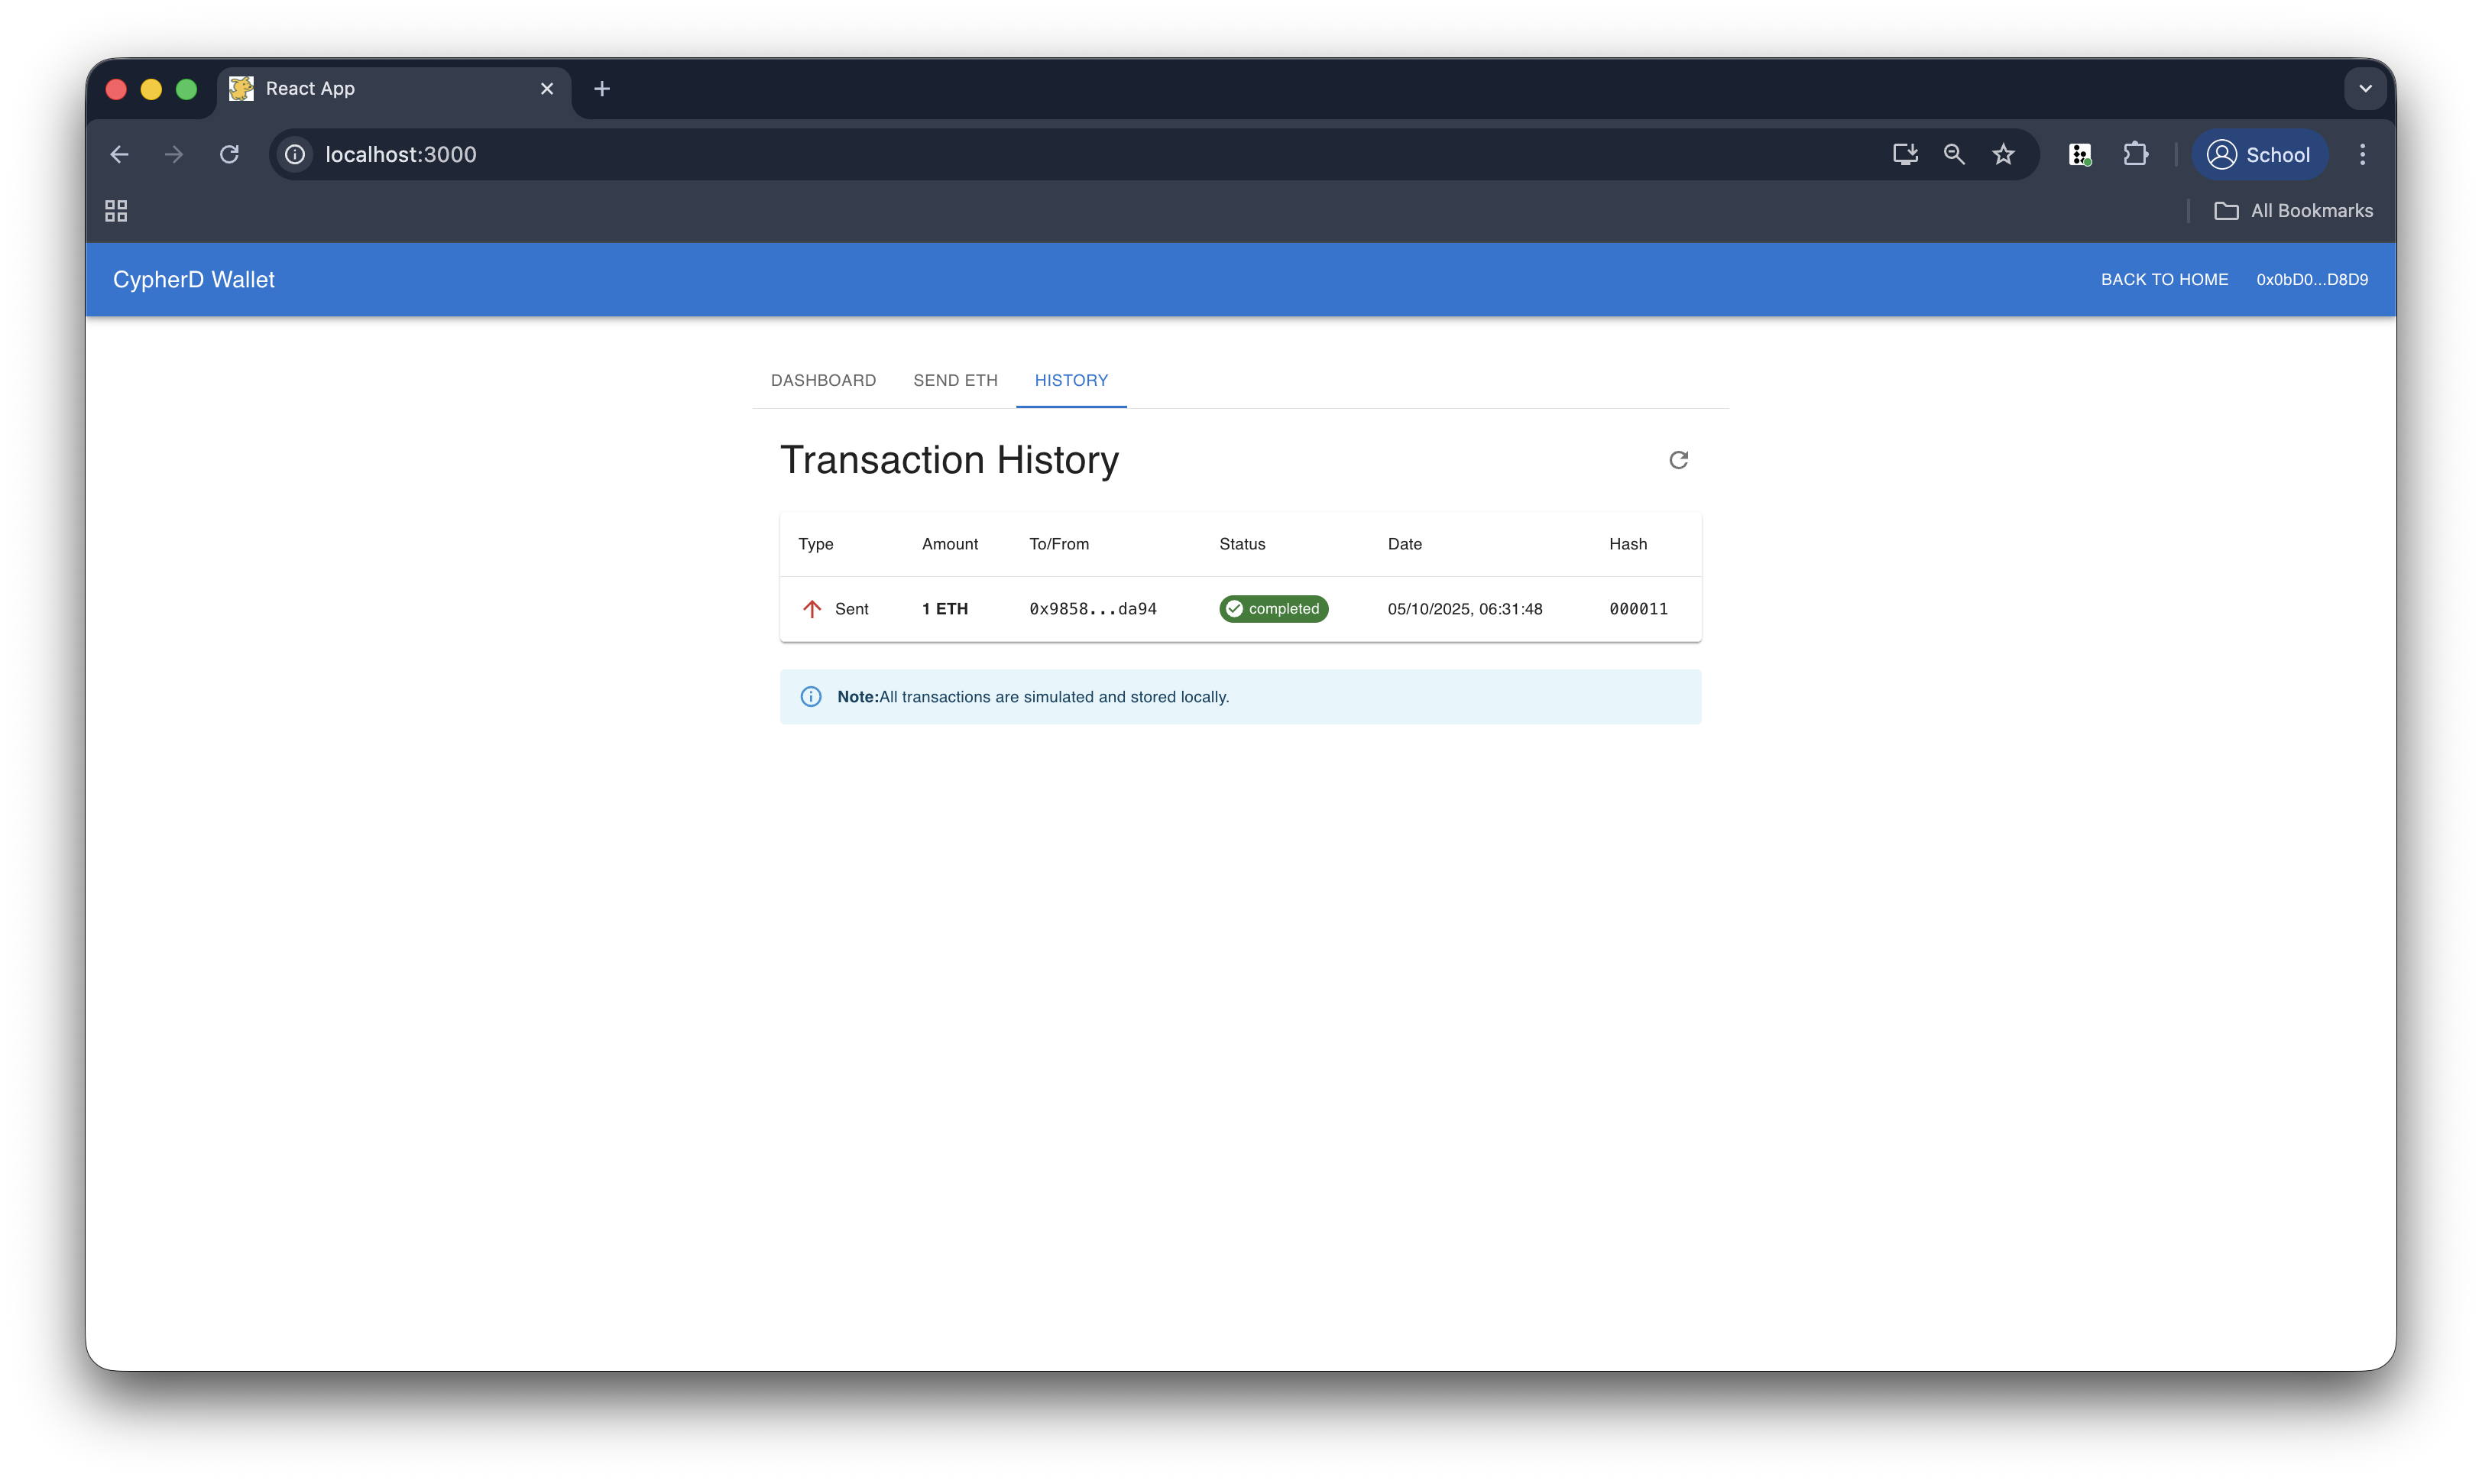 React App
localhost:3000
School
All Bookmarks
CypherD Wallet
BACK TO HOME
0x0bD0...D8D9
DASHBOARD
SEND ETH
HISTORY
Transaction History
Type Amount To/From Status Date Hash
Sent 1 ETH 0x9858...da94 completed 05/10/2025, 06:31:48 000011
Note:All transactions are simulated and stored locally.